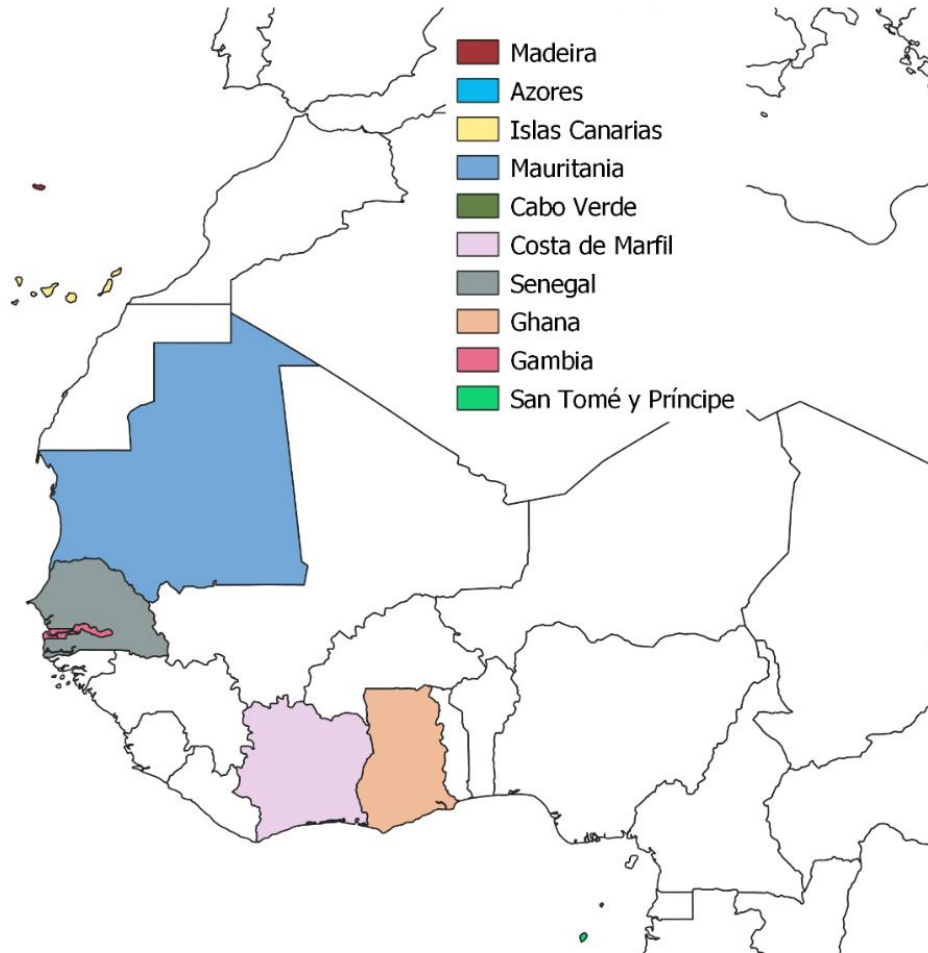 Madeira
Azores
Islas Canarias
Mauritania
Cabo Verde
Costa de Marfil
Senegal
Ghana
Gambia
San Tomé y Príncipe